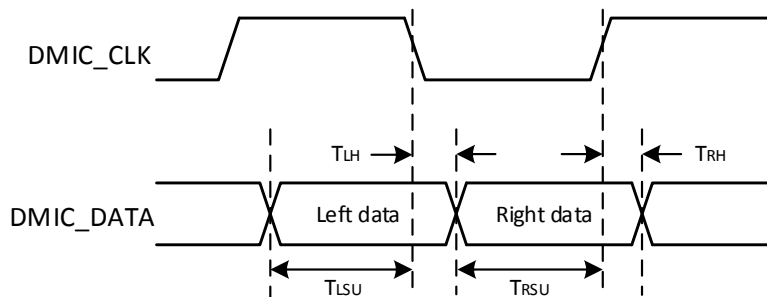 DMIC_CLK
TLH
TRH
DMIC_DATA
Left data
Right data
TLSU
TRSU